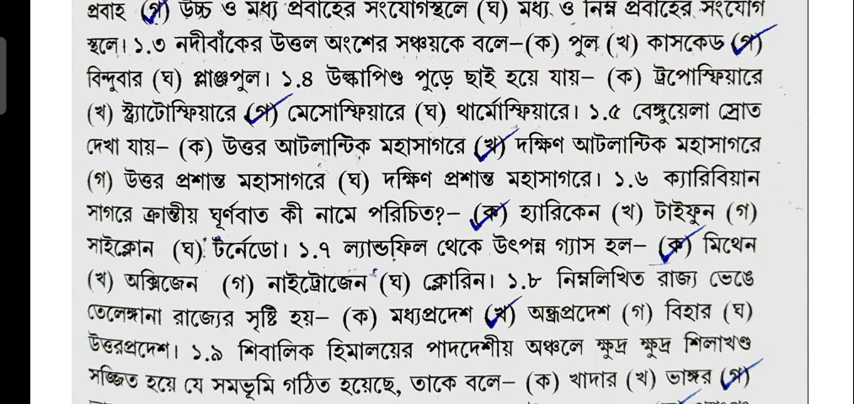 প্রবাহ (গ) উচ্চ ও মধ্য প্রবাহের সংযোগস্থলে (ঘ) মধ্য ও নিম্ন প্রবাহের সংযোগ
স্থলে। ১.৩ নদীবাঁকের উত্তল অংশের সঞ্চয়কে বলে– (ক) পুল (খ) কাসকেড (গ)
বিন্দুবার (ঘ) প্লাঞ্জপুল। ১.৪ উল্কাপিণ্ড পুড়ে ছাই হয়ে যায়– (ক) ট্রপোস্ফিয়ারে
(খ) স্ট্র্যাটোস্ফিয়ারে (গ) মেসোস্ফিয়ারে (ঘ) থার্মোস্ফিয়ারে। ১.৫ বেঙ্গুয়েলা স্রোত
দেখা যায়– (ক) উত্তর আটলান্টিক মহাসাগরে (খ) দক্ষিণ আটলান্টিক মহাসাগরে
(গ) উত্তর প্রশান্ত মহাসাগরে (ঘ) দক্ষিণ প্রশান্ত মহাসাগরে। ১.৬ ক্যারিবিয়ান
সাগরে ক্রান্তীয় ঘূর্ণবাত কী নামে পরিচিত?– (ক) হ্যারিকেন (খ) টাইফুন (গ)
সাইক্লোন (ঘ) টর্নেডো। ১.৭ ল্যান্ডফিল থেকে উৎপন্ন গ্যাস হল– (ক) মিথেন
(খ) অক্সিজেন (গ) নাইট্রোজেন (ঘ) ক্লোরিন। ১.৮ নিম্নলিখিত রাজ্য ভেঙে
তেলেঙ্গানা রাজ্যের সৃষ্টি হয়– (ক) মধ্যপ্রদেশ (খ) অন্ধ্রপ্রদেশ (গ) বিহার (ঘ)
উত্তরপ্রদেশ। ১.৯ শিবালিক হিমালয়ের পাদদেশীয় অঞ্চলে ক্ষুদ্র ক্ষুদ্র শিলাখণ্ড
সজ্জিত হয়ে যে সমভূমি গঠিত হয়েছে, তাকে বলে– (ক) খাদার (খ) ভাঙ্গর (গ)